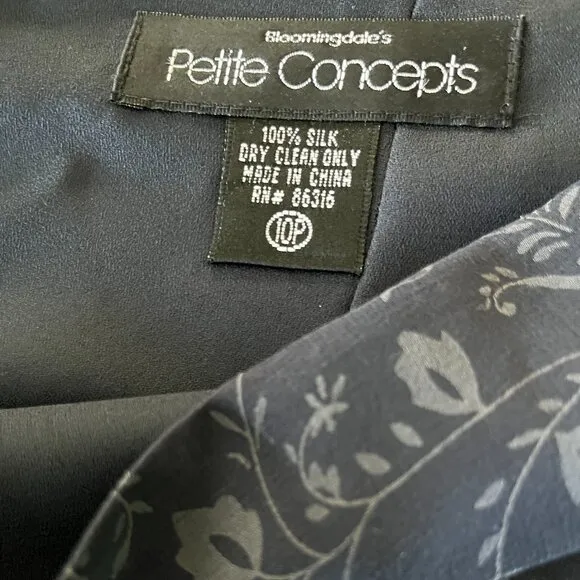 Bloomingdale's
Petite Concepts
100% SILK
DRY CLEAN ONLY
MADE IN CHINA
RN# 86316
10P